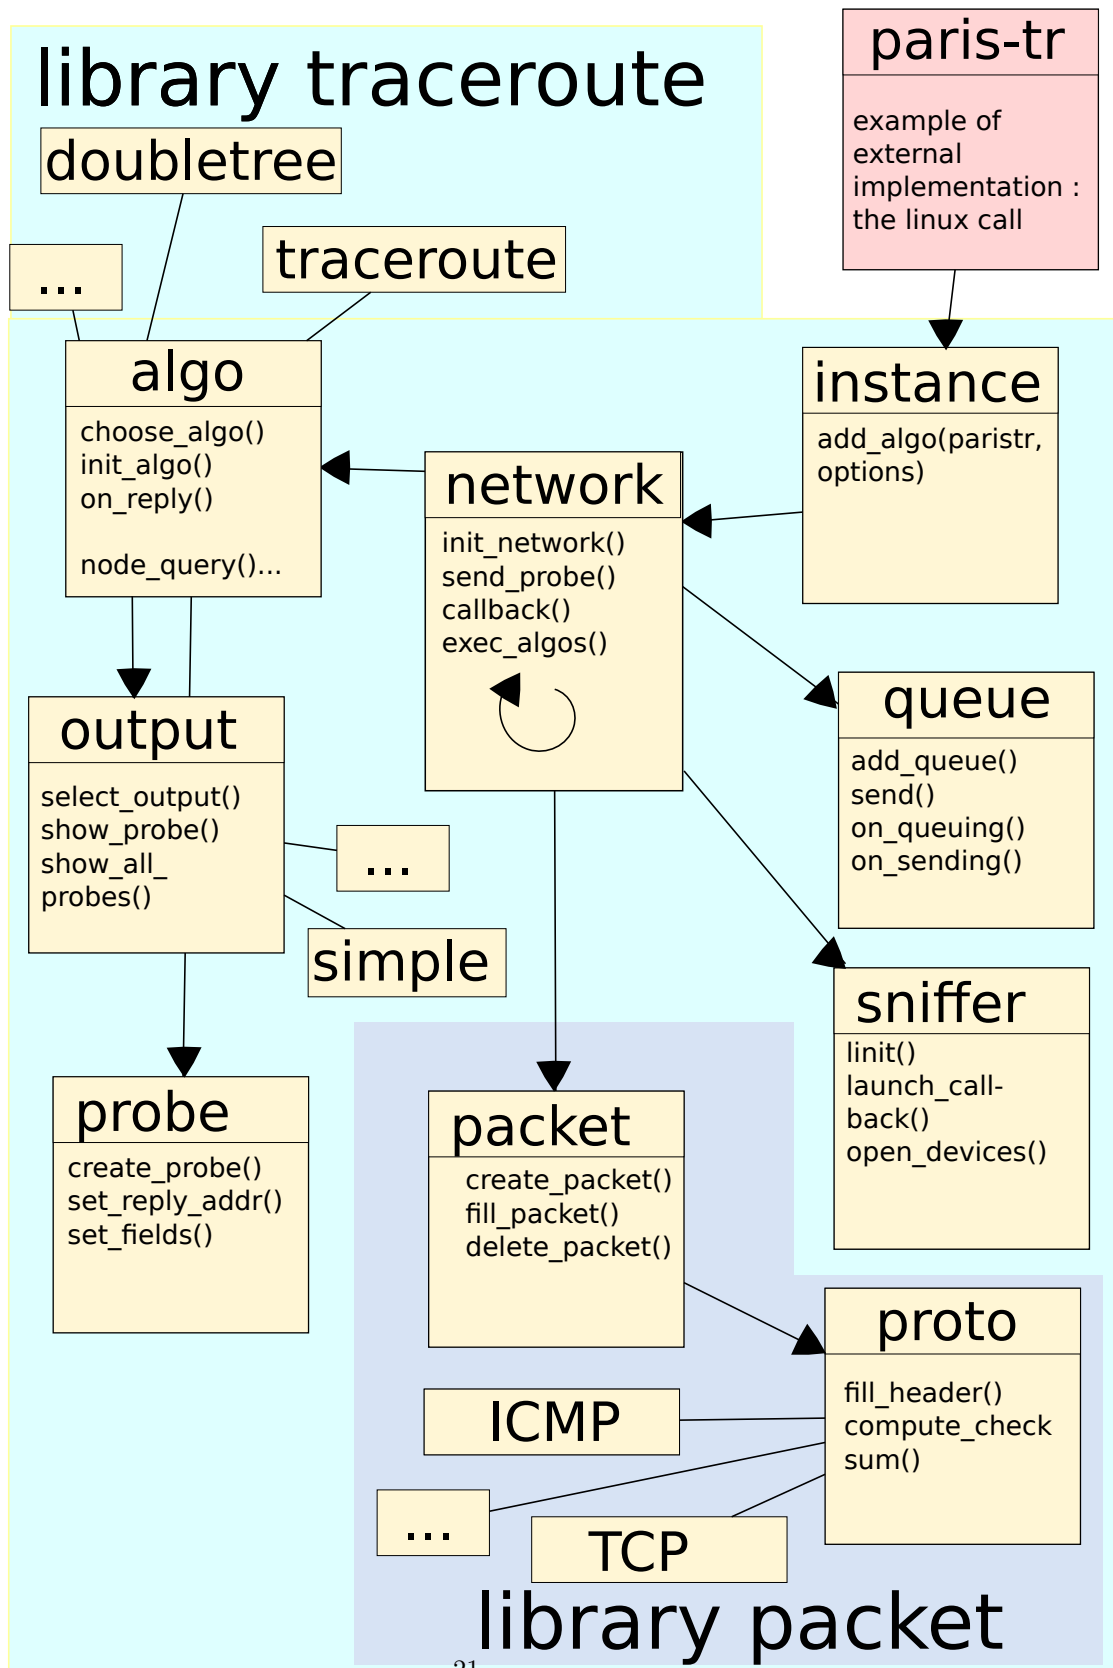 library traceroute
paris-tr
example of
external
implementation :
the linux call
doubletree
traceroute
...
algo
choose_algo()
init_algo()
on_reply()
node_query()...
instance
add_algo(paristr,
options)
network
init_network()
send_probe()
callback()
exec_algos()
queue
add_queue()
send()
on_queuing()
on_sending()
output
select_output()
show_probe()
show_all_
probes()
...
simple
sniffer
linit()
launch_call-
back()
open_devices()
probe
create_probe()
set_reply_addr()
set_fields()
packet
create_packet()
fill_packet()
delete_packet()
proto
fill_header()
compute_check
sum()
ICMP
...
TCP
library packet
21